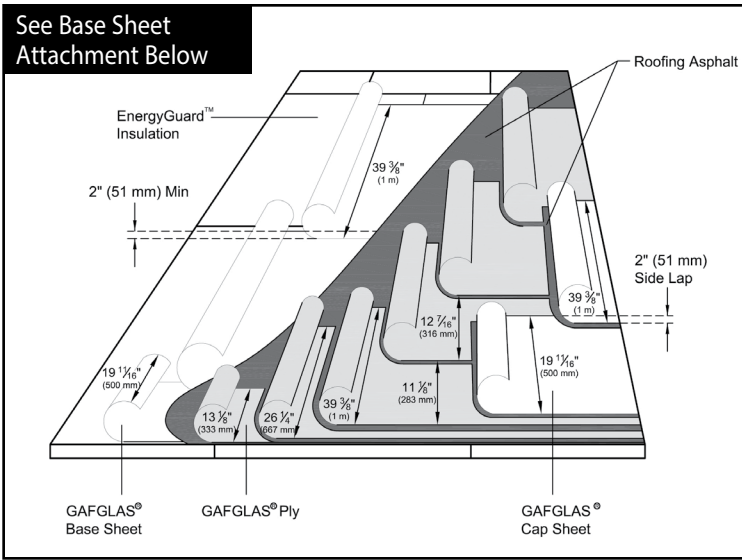 See Base Sheet
Attachment Below
Roofing Asphalt
EnergyGuard™
Insulation
39 ⅜"
(1 m)
2" (51 mm) Min
2" (51 mm)
Side Lap
39 ⅜"
(1 m)
12 7⁄16"
(316 mm)
19 11⁄16"
(500 mm)
19 11⁄16"
(500 mm)
11 ⅛"
(283 mm)
13 ⅛"
(333 mm)
26 ¼"
(667 mm)
39 ⅜"
(1 m)
GAFGLAS®
Base Sheet
GAFGLAS® Ply
GAFGLAS ®
Cap Sheet